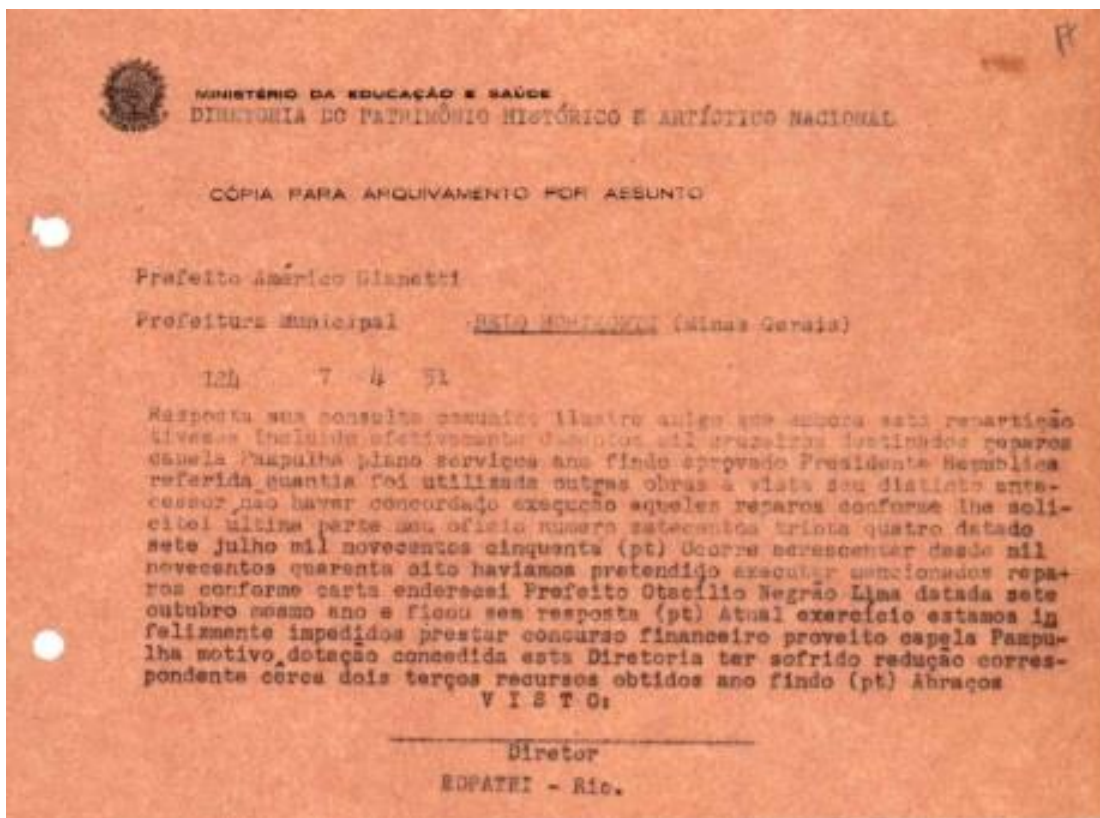 MINISTÉRIO DA EDUCAÇÃO E SAÚDE
DIRETORIA DO PATRIMÔNIO HISTÓRICO E ARTÍSTICO NACIONAL
CÓPIA PARA ARQUIVAMENTO POR ASSUNTO
Prefeito Américo Gianetti
Prefeitura Municipal BELO HORIZONTE (Minas Gerais)
124 7 4 51
Resposta sua consulta comunico ilustre amigo que embora esta repartição
tivesse incluido efetivamente duzentos mil cruzeiros destinados reparos
capela Pampulha plano serviços ano findo aprovado Presidente Republica
referida quantia foi utilizada outras obras a vista seu distinto ante-
cessor não haver concordado execução aqueles reparos conforme lhe soli-
citei ultima parte meu oficio numero setecentos trinta quatro datado
sete julho mil novecentos cinquenta (pt) Ocorre acrescentar desde mil
novecentos quarenta oito haviamos pretendido executar mencionados repa-
ros conforme carta enderecei Prefeito Otacílio Negrão Lima datada sete
outubro mesmo ano e ficou sem resposta (pt) Atual exercício estamos in
felizmente impedidos prestar concurso financeiro proveito capela Pampu-
lha motivo dotação concedida esta Diretoria ter sofrido redução corres-
pondente cêrca dois terços recursos obtidos ano findo (pt) Abraços
V I S T O:
Diretor
EDPATRI - Rio.